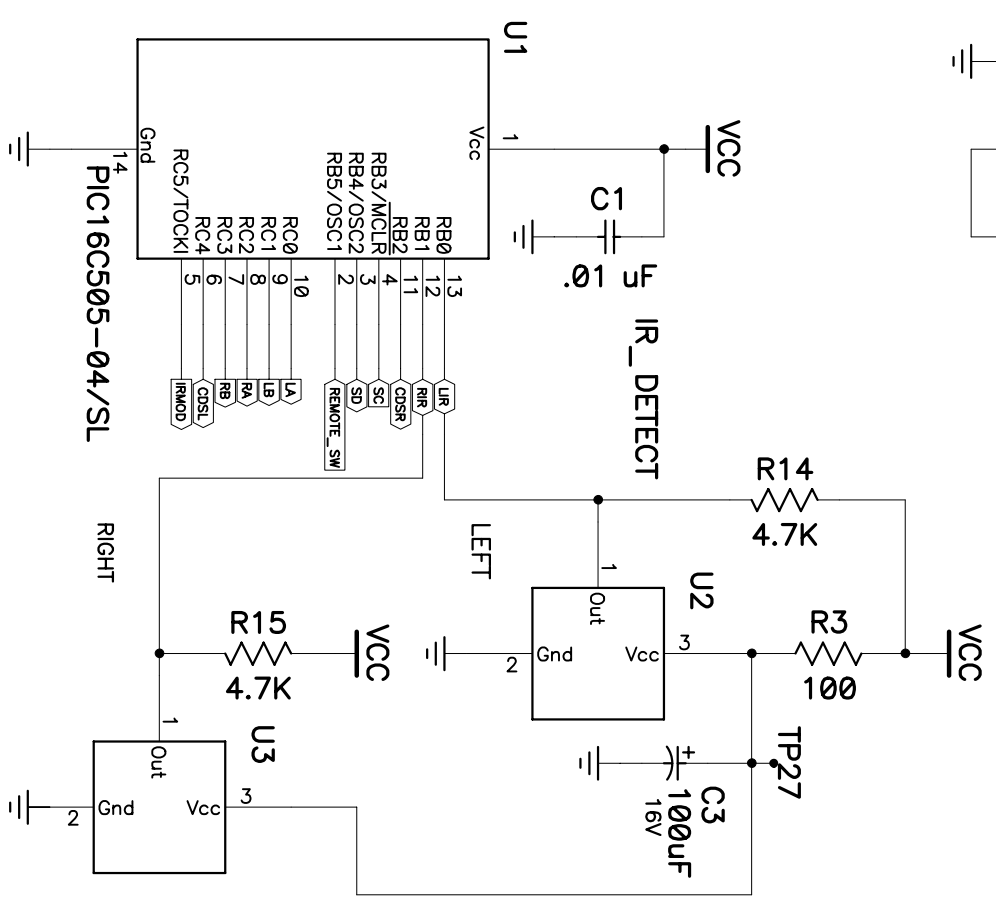 U1
VCC
1
Vcc
Gnd
14
PIC16C505-04/SL
C1
.01 uF
RB0
RB1
RB2
RB3/MCLR
RB4/OSC2
RB5/OSC1
RC0
RC1
RC2
RC3
RC4
RC5/TOCKI
13
12
11
4
3
2
10
9
8
7
6
5
LIR
RIR
CDSR
SC
SD
REMOTE_SW
LA
LB
RA
RB
CDSL
IRMOD
IR_DETECT
LEFT
RIGHT
R14
4.7K
U2
1
Out
2
Gnd
Vcc
3
R3
100
VCC
R15
4.7K
VCC
TP27
+
C3
100uF
16V
U3
1
Out
2
Gnd
Vcc
3